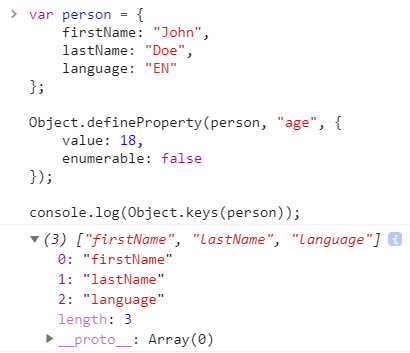 > var person = {
firstName: "John",
lastName: "Doe",
language: "EN"
};
Object.defineProperty(person, "age", {
value: 18,
enumerable: false
});
console.log(Object.keys(person));
▼ (3) ["firstName", "lastName", "language"] i
0: "firstName"
1: "lastName"
2: "language"
length: 3
▶ __proto__: Array(0)